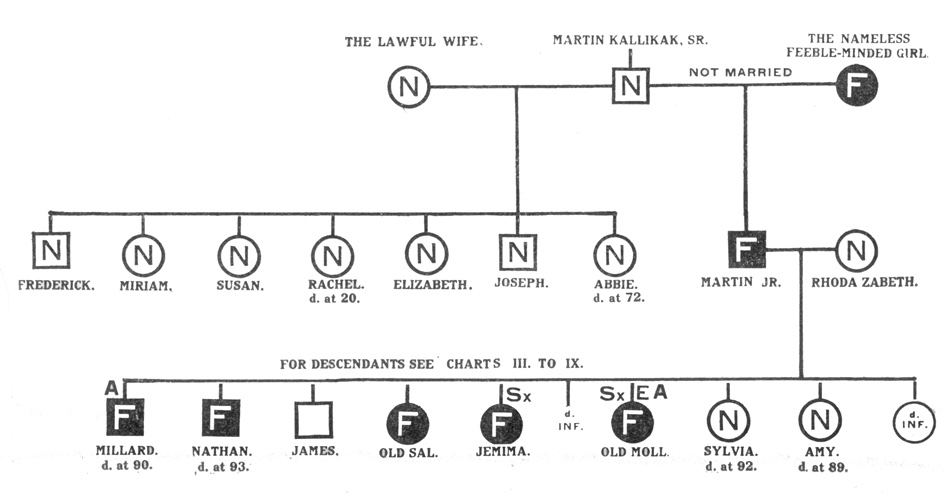 THE LAWFUL WIFE.
MARTIN KALLIKAK, SR.
THE NAMELESS
FEEBLE-MINDED GIRL.
N
N
NOT MARRIED
F
N
N
N
N
N
N
N
F
N
FREDERICK.
MIRIAM.
SUSAN.
RACHEL.
d. at 20.
ELIZABETH.
JOSEPH.
ABBIE.
d. at 72.
MARTIN JR.
RHODA ZABETH.
FOR DESCENDANTS SEE CHARTS III. TO IX.
A
Sx
Sx E A
F
F
F
F
d.
INF.
F
N
N
d.
INF.
MILLARD.
d. at 90.
NATHAN.
d. at 93.
JAMES.
OLD SAL.
JEMIMA.
OLD MOLL.
SYLVIA.
d. at 92.
AMY.
d. at 89.